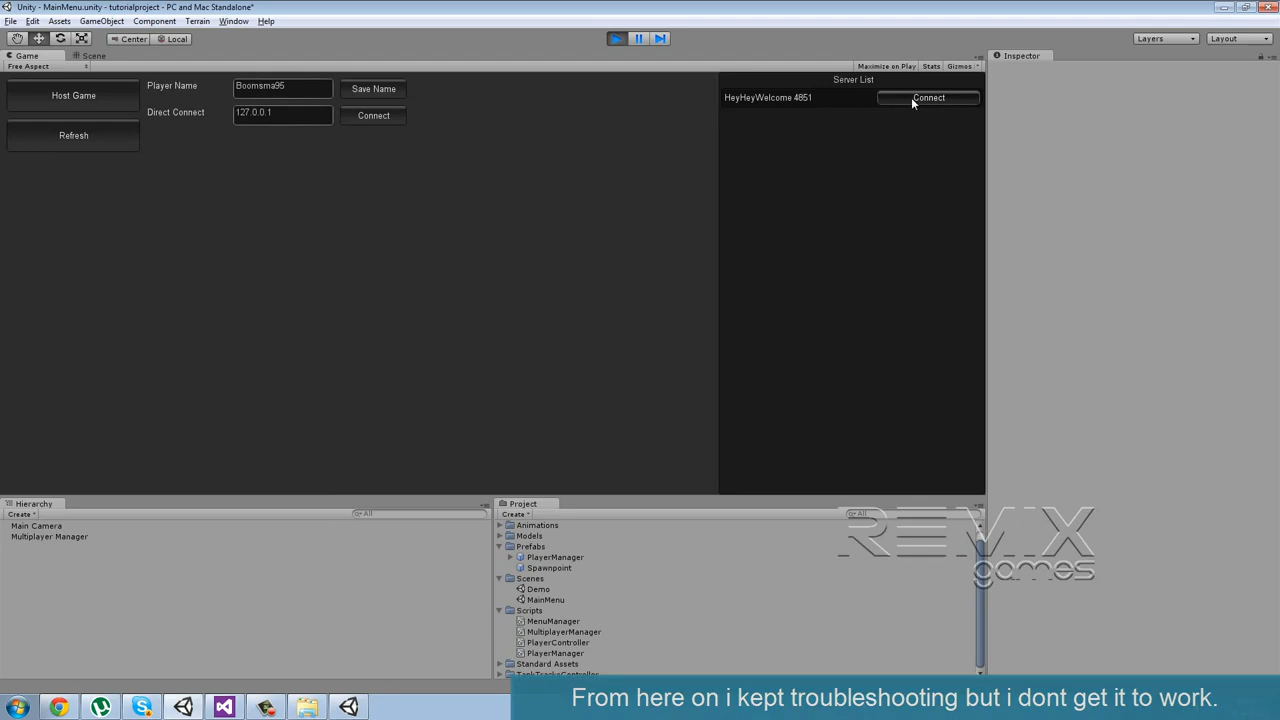 Unity - MainMenu.unity - tutorialproject - PC and Mac Standalone*
File Edit Assets GameObject Component Terrain Window Help
Center Local Layers Layout
Game Scene Inspector
Free Aspect Maximize on Play Stats Gizmos
Host Game
Refresh
Player Name Boomsma95 Save Name
Direct Connect 127.0.0.1 Connect
Server List
HeyHeyWelcome 4851 Connect
Hierarchy
Create All
Main Camera
Multiplayer Manager
Project
Create All
Animations
Models
Prefabs
PlayerManager
Spawnpoint
Scenes
Demo
MainMenu
Scripts
MenuManager
MultiplayerManager
PlayerController
PlayerManager
Standard Assets
TankTracksController
REMIX
games
From here on i kept troubleshooting but i dont get it to work.